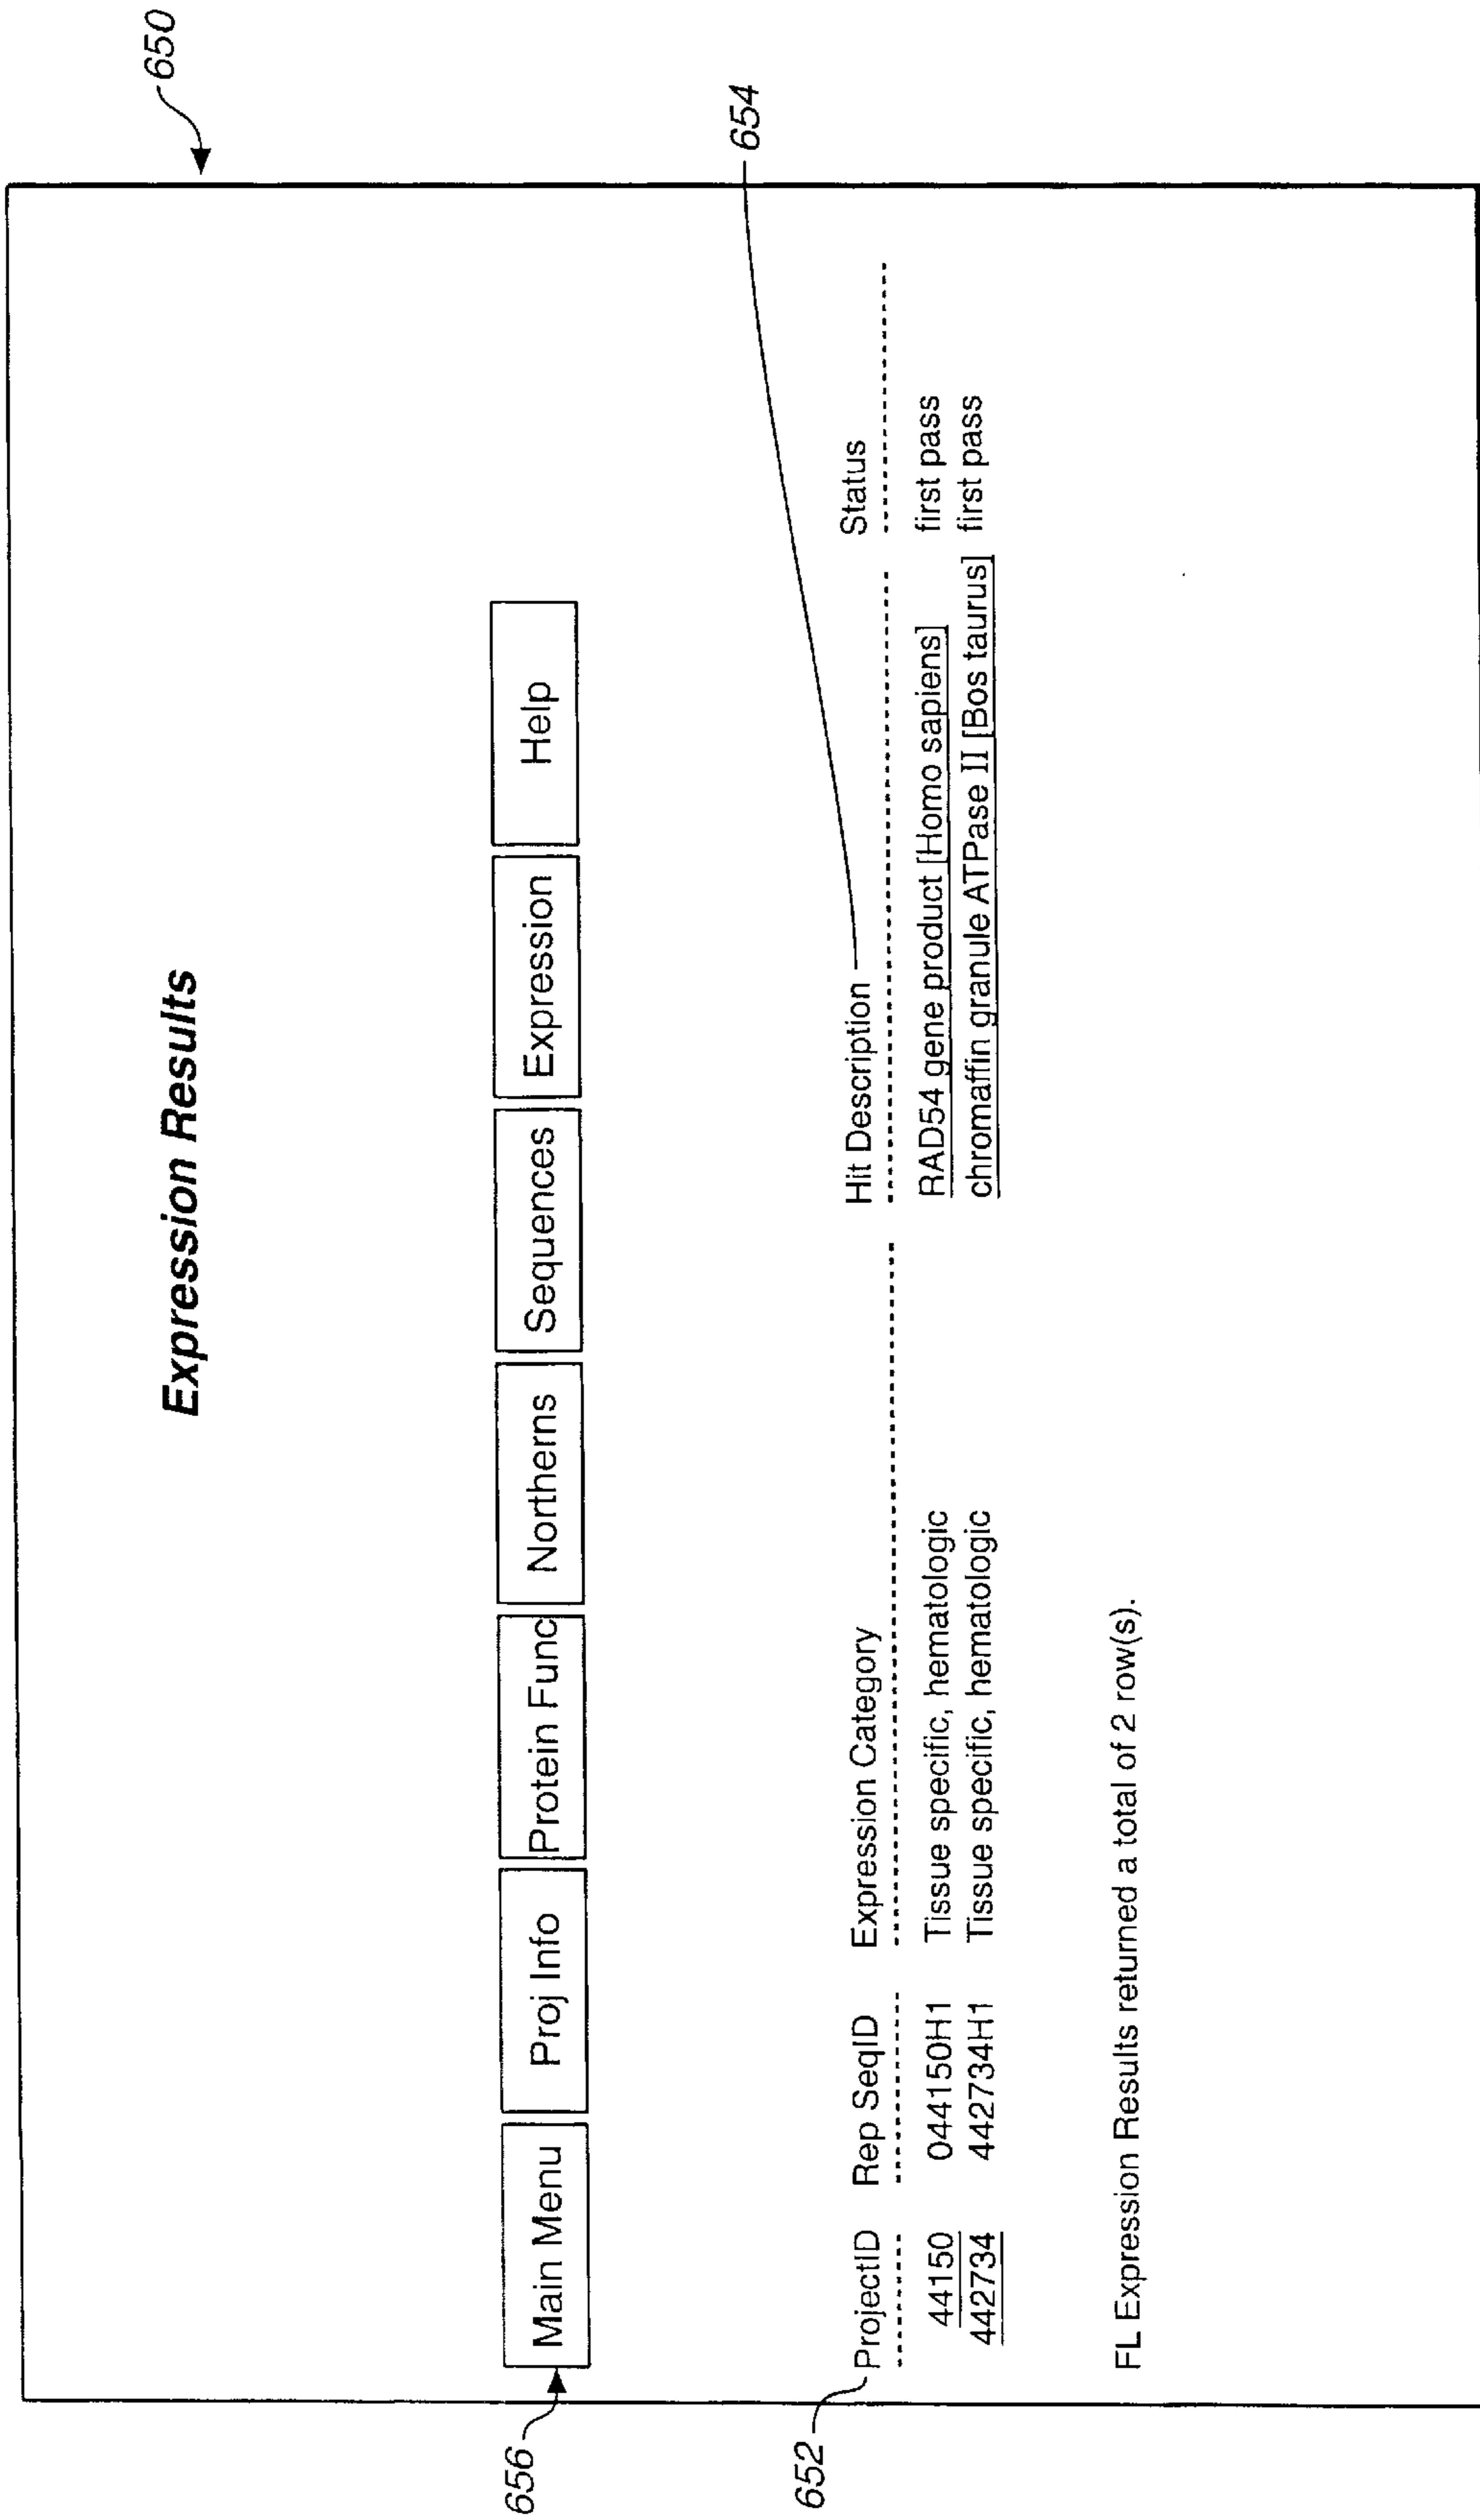 650
Expression Results
656
Main Menu Proj Info Protein Func Northerns Sequences Expression Help
654
652
ProjectID Rep SeqID Expression Category Hit Description Status
44150 044150H1 Tissue specific, hematologic RAD54 gene product [Homo sapiens] first pass
442734 442734H1 Tissue specific, hematologic chromaffin granule ATPase II [Bos taurus] first pass
FL Expression Results returned a total of 2 row(s).